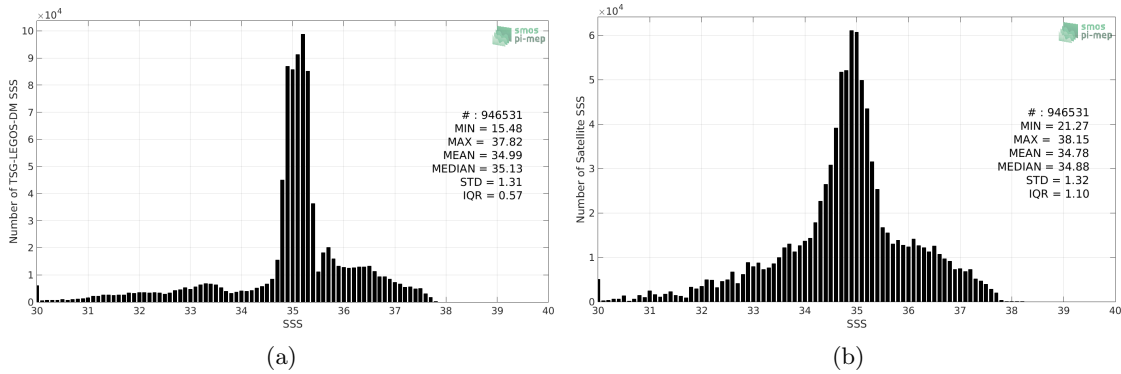 ×10⁴
10
9
8
7
6
5
4
3
2
1
0
Number of TSG-LEGOS-DM SSS
smos
pi-mep
# : 946531
MIN = 15.48
MAX = 37.82
MEAN = 34.99
MEDIAN = 35.13
STD = 1.31
IQR = 0.57
30 31 32 33 34 35 36 37 38 39 40
SSS
(a)
×10⁴
6
5
4
3
2
1
0
Number of Satellite SSS
smos
pi-mep
# : 946531
MIN = 21.27
MAX = 38.15
MEAN = 34.78
MEDIAN = 34.88
STD = 1.32
IQR = 1.10
30 31 32 33 34 35 36 37 38 39 40
SSS
(b)